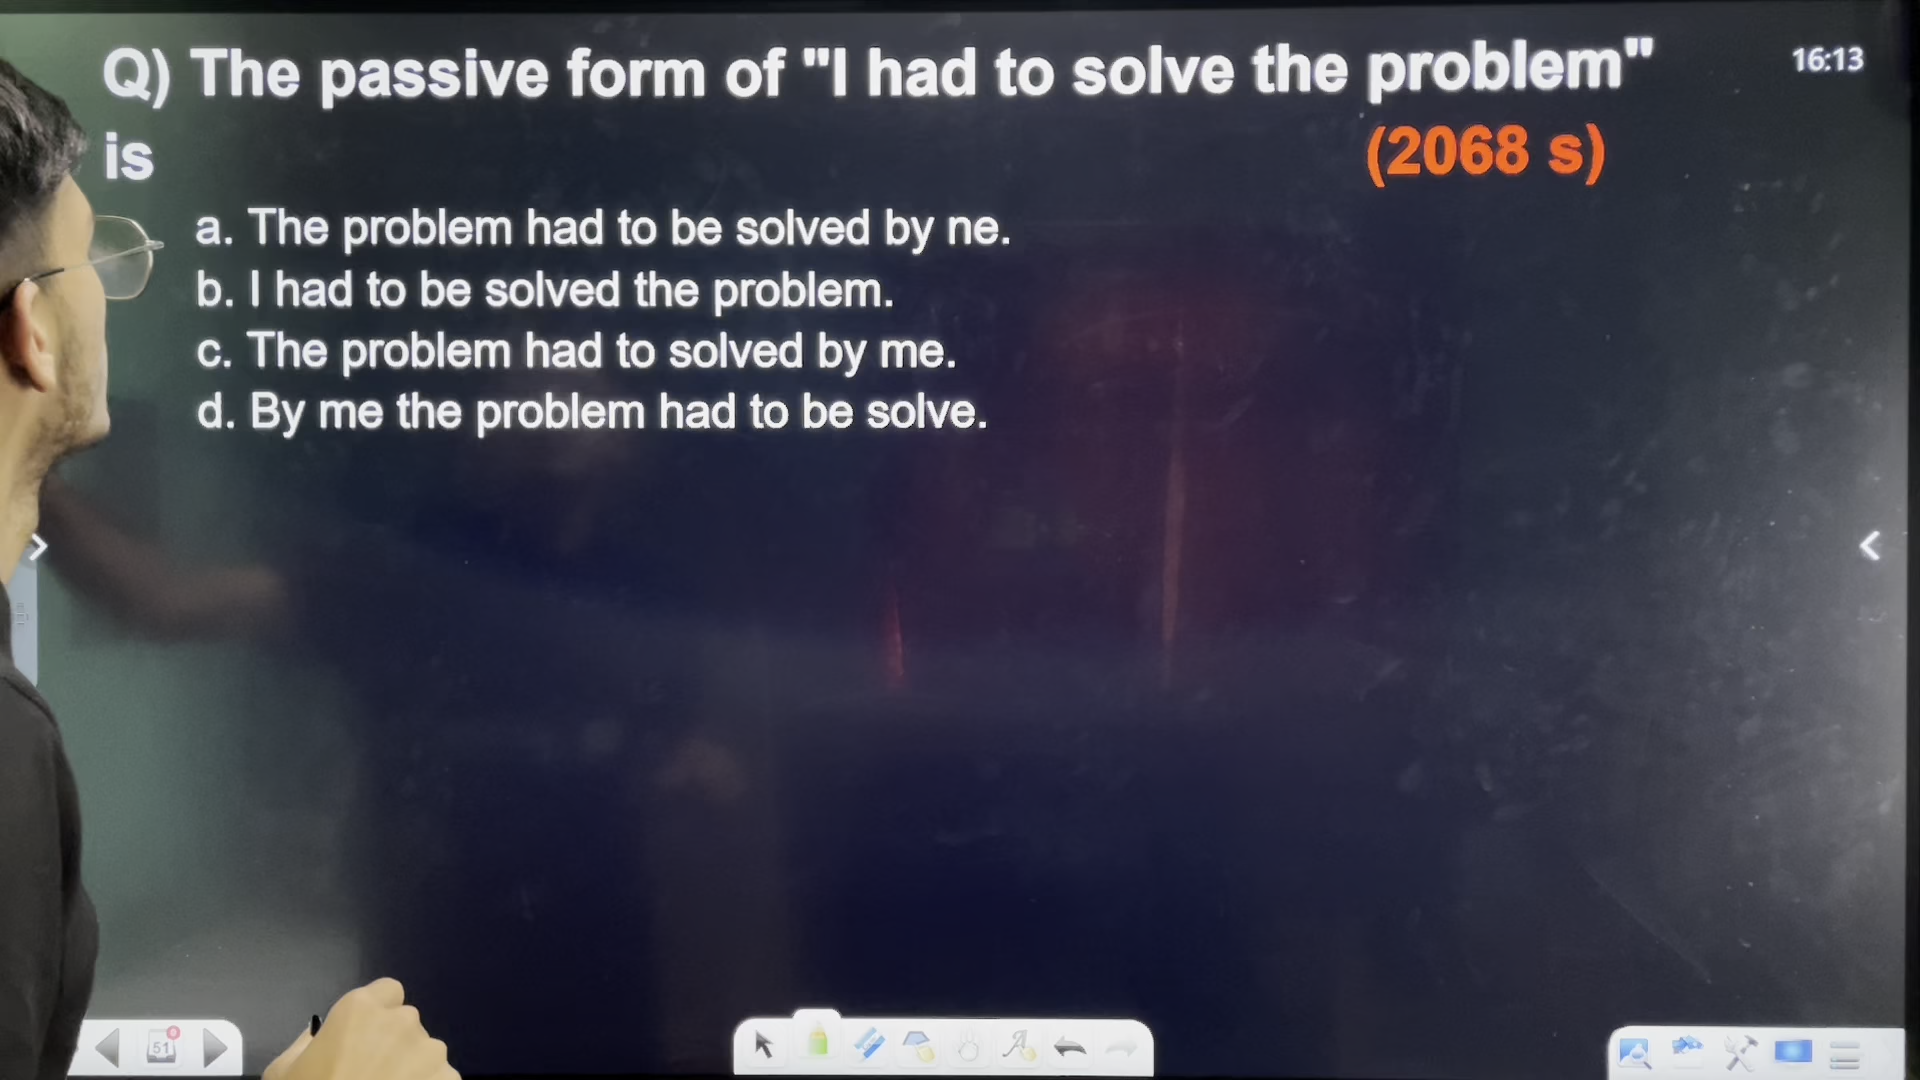 Q) The passive form of "I had to solve the problem"
16:13
is
(2068 s)
a. The problem had to be solved by ne.
b. I had to be solved the problem.
c. The problem had to solved by me.
d. By me the problem had to be solve.
51